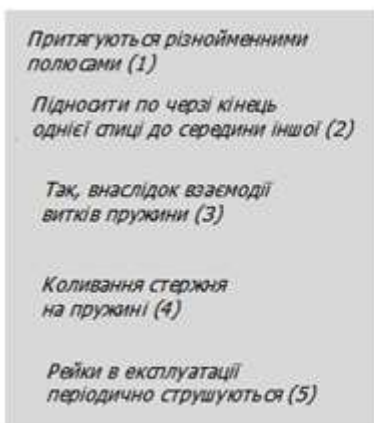 Притягуються різнойменними
полюсами (1)
Підносити по черзі кінець
однієї спиці до середини іншої (2)
Так, внаслідок взаємодії
витків пружини (3)
Коливання стержня
на пружині (4)
Рейки в експлуатації
періодично струшуються (5)